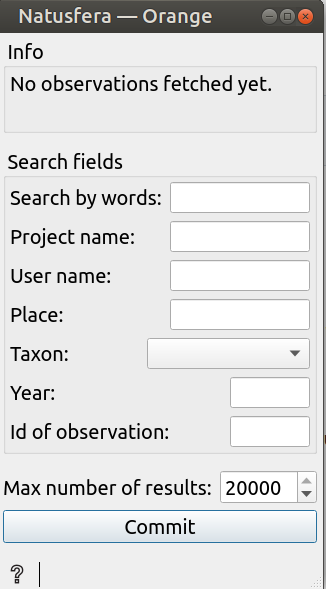 Natusfera — Orange
Info
No observations fetched yet.
Search fields
Search by words:
Project name:
User name:
Place:
Taxon:
Year:
Id of observation:
Max number of results: 20000
Commit
?